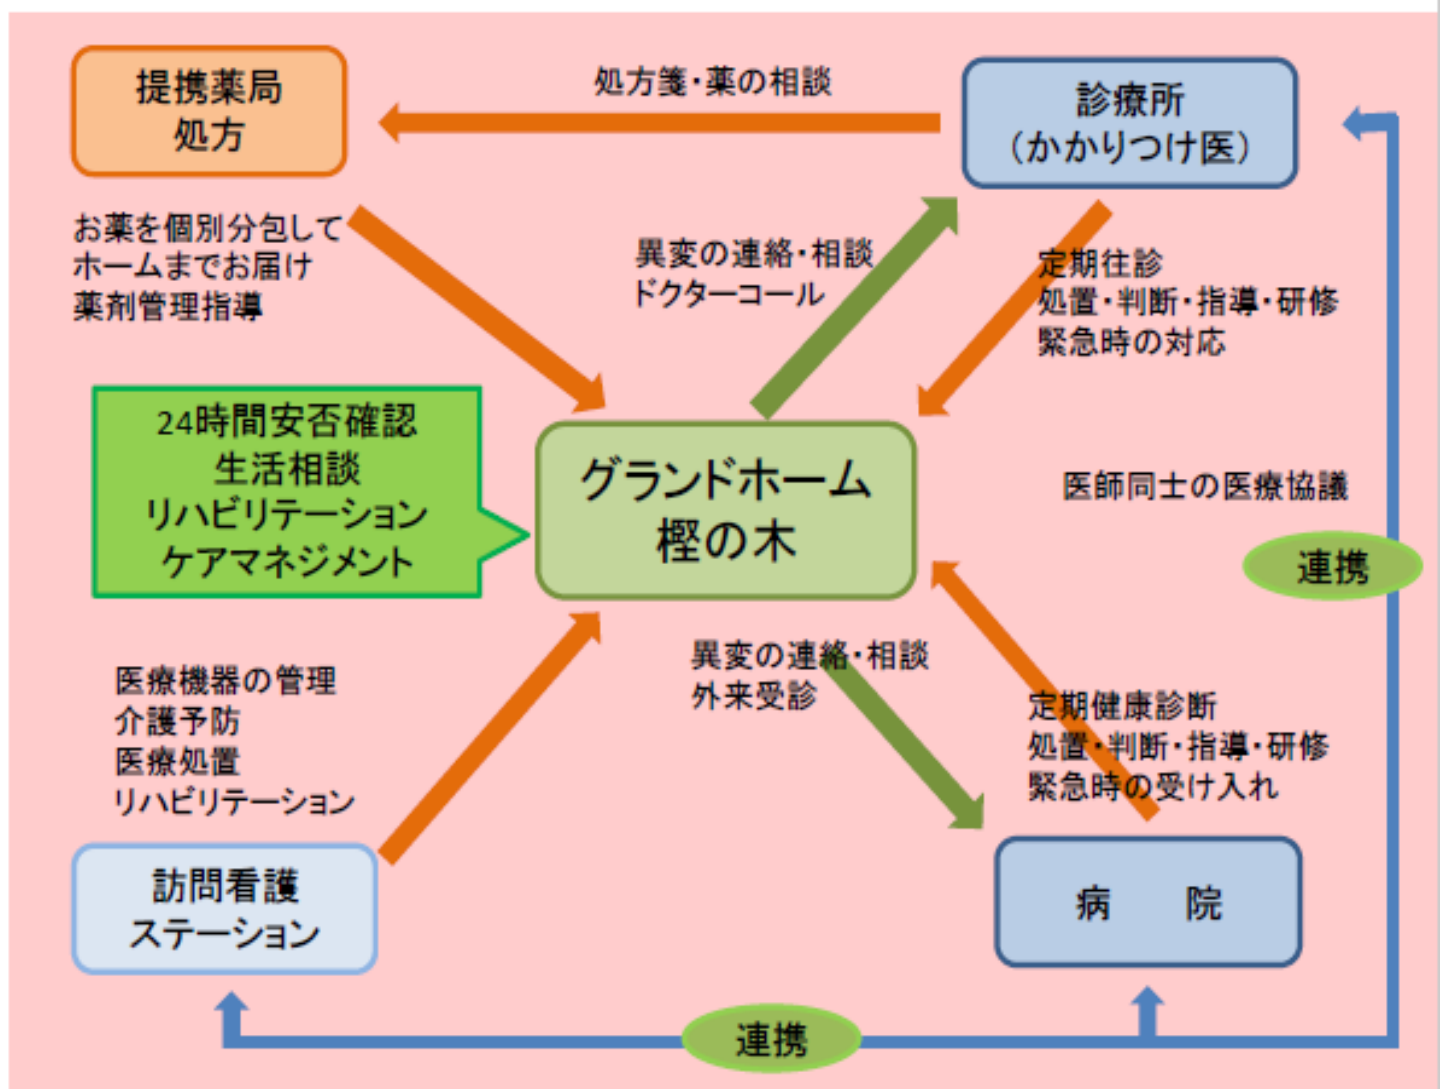 提携薬局
処方
処方箋・薬の相談
診療所
（かかりつけ医）
お薬を個別分包して
ホームまでお届け
薬剤管理指導
異変の連絡・相談
ドクターコール
定期往診
処置・判断・指導・研修
緊急時の対応
24時間安否確認
生活相談
リハビリテーション
ケアマネジメント
グランドホーム
樫の木
医師同士の医療協議
連携
医療機器の管理
介護予防
医療処置
リハビリテーション
異変の連絡・相談
外来受診
定期健康診断
処置・判断・指導・研修
緊急時の受け入れ
訪問看護
ステーション
病　　院
連携